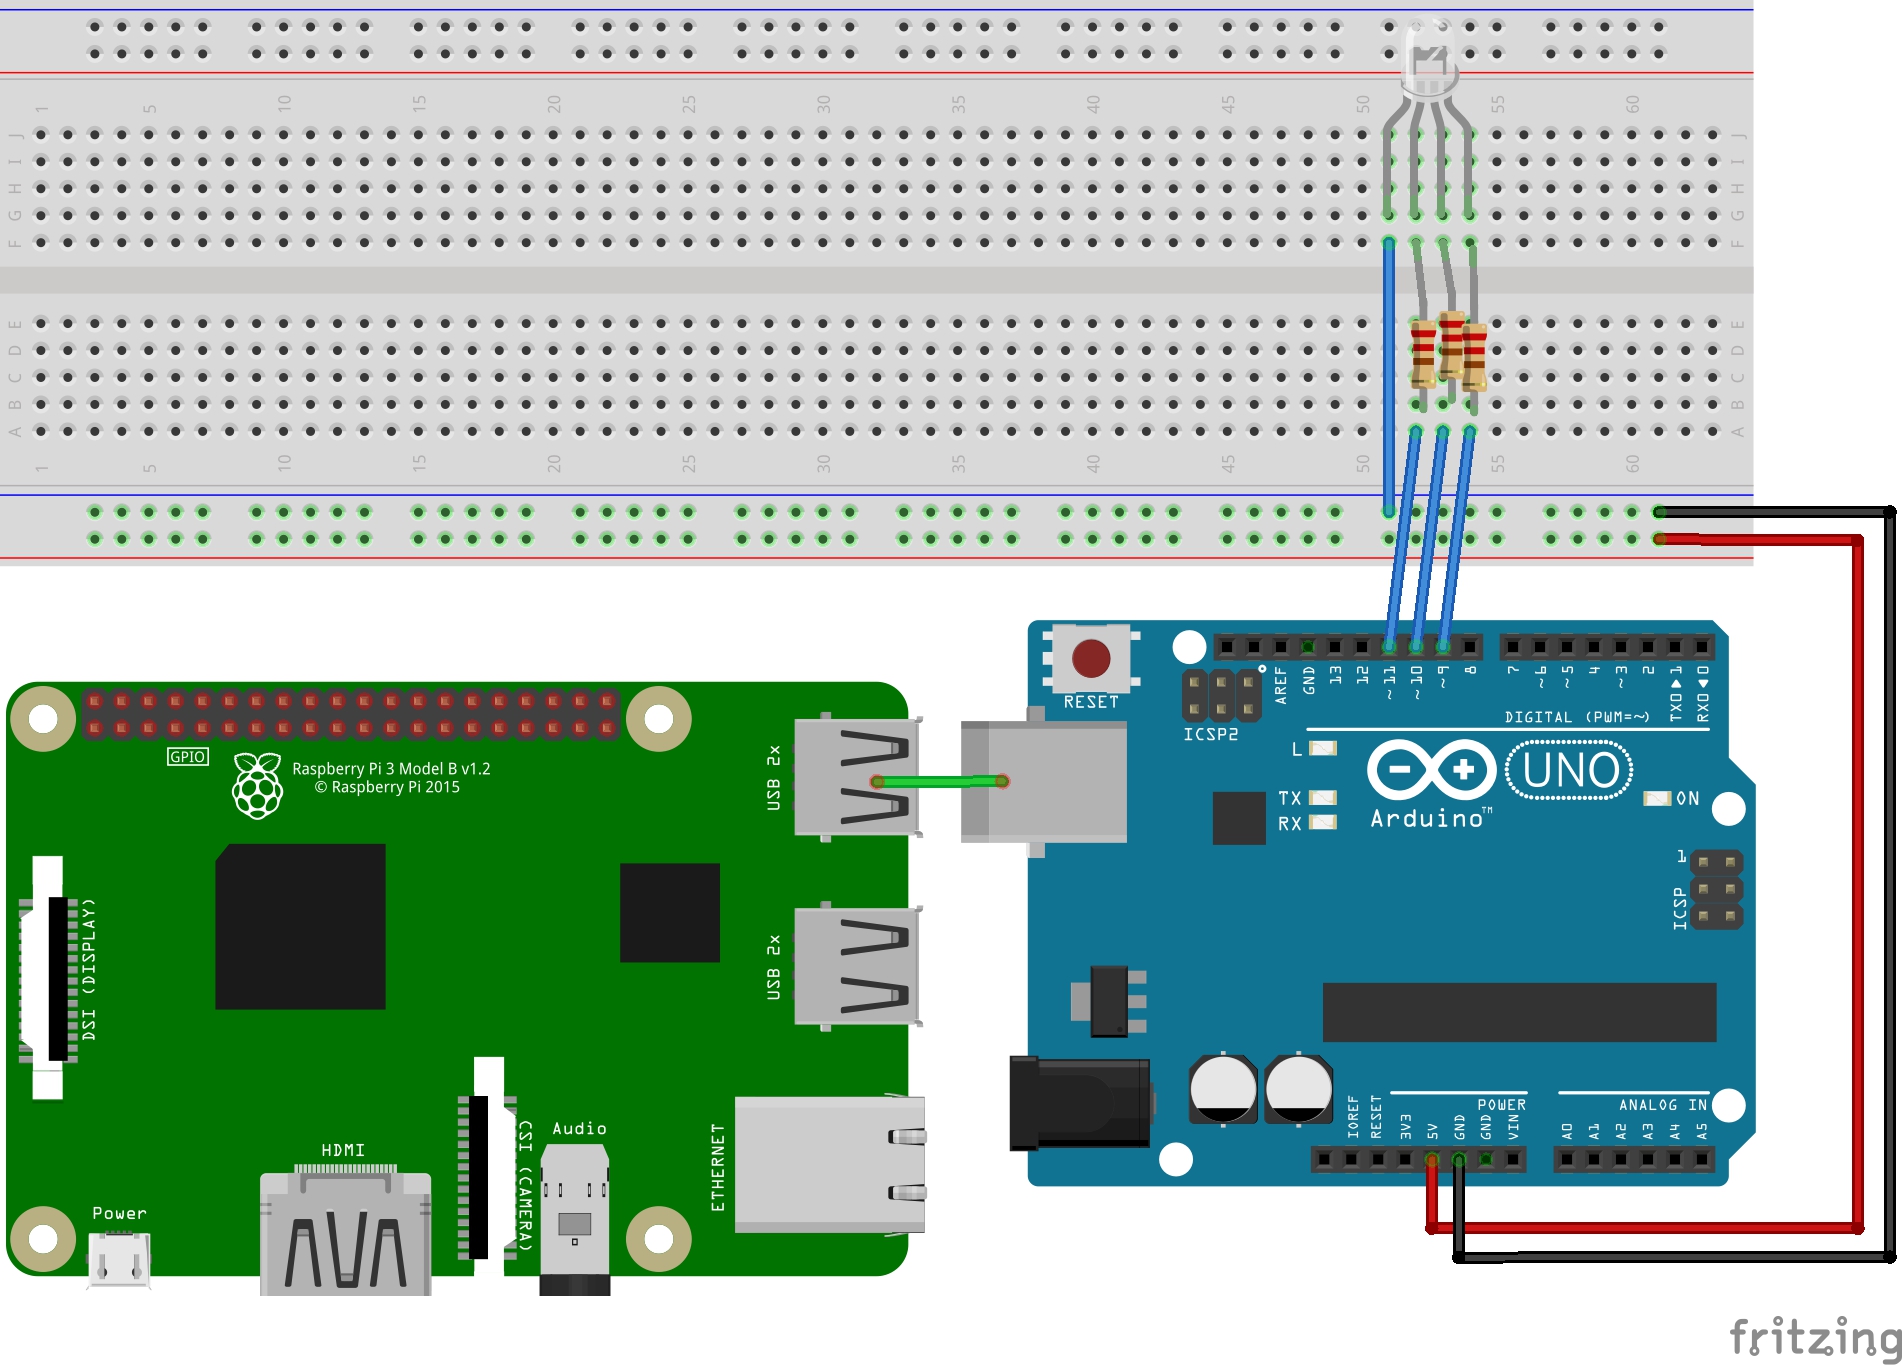 1 5 10 15 20 25 30 35 40 45 50 55 60
J J
I I
H H
G G
F F
E E
D D
C C
B B
A A
1 5 10 15 20 25 30 35 40 45 50 55 60
RESET
AREF
GND
13
12
~11
~10
~9
8
7
~6
~5
4
~3
2
TX0▶1
RX0◀0
DIGITAL (PWM=~)
ICSP2
L
TX
RX
Arduino™
UNO
ON
1
ICSP
IOREF
RESET
3V3
5V
GND
GND
VIN
POWER
A0
A1
A2
A3
A4
A5
ANALOG IN
GPIO
Raspberry Pi 3 Model B v1.2
© Raspberry Pi 2015
USB 2x
USB 2x
DSI (DISPLAY)
CSI (CAMERA)
HDMI
Audio
ETHERNET
Power
fritzing